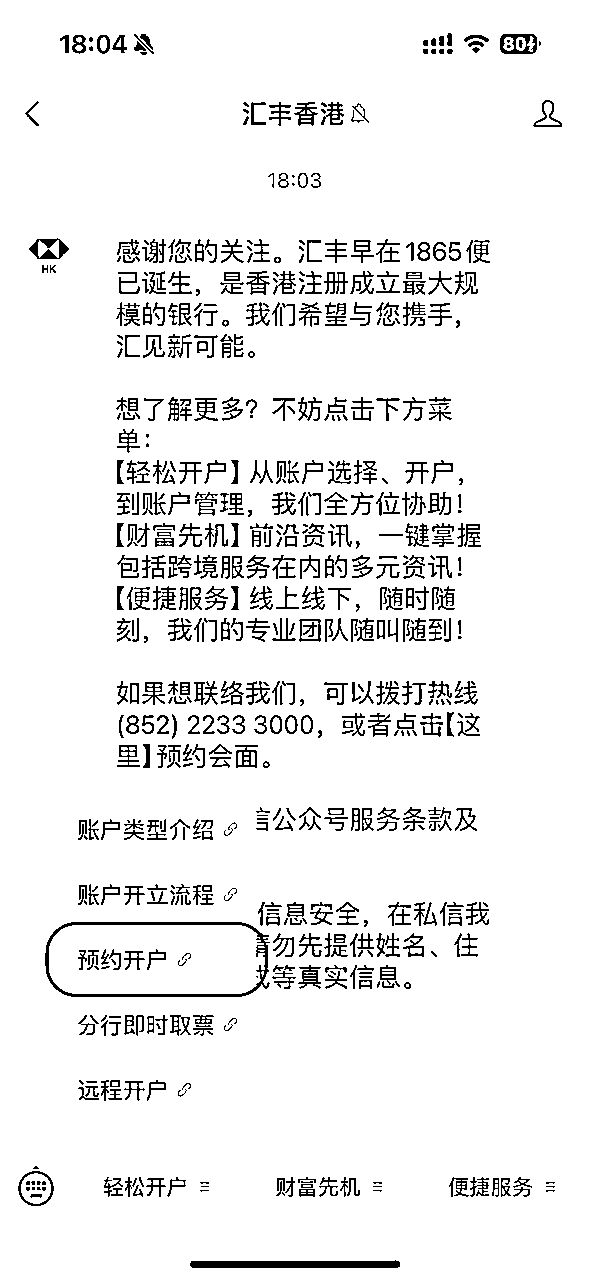 18:04
80
汇丰香港
18:03
HK
感谢您的关注。汇丰早在1865便
已诞生，是香港注册成立最大规
模的银行。我们希望与您携手，
汇见新可能。
想了解更多？不妨点击下方菜
单：
【轻松开户】从账户选择、开户，
到账户管理，我们全方位协助！
【财富先机】前沿资讯，一键掌握
包括跨境服务在内的多元资讯！
【便捷服务】线上线下，随时随
刻，我们的专业团队随叫随到！
如果想联络我们，可以拨打热线
(852) 2233 3000，或者点击【这
里】预约会面。
公众号服务条款及
信息安全，在私信我
勿先提供姓名、住
等真实信息。
账户类型介绍
账户开立流程
预约开户
分行即时取票
远程开户
轻松开户
财富先机
便捷服务